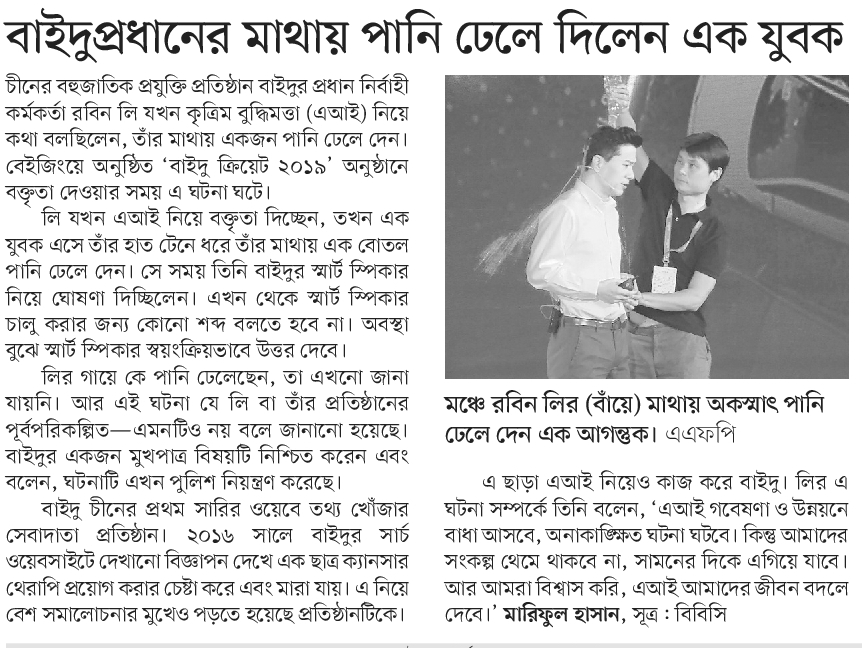 বাইদুপ্রধানের মাথায় পানি ঢেলে দিলেন এক যুবক
চীনের বহুজাতিক প্রযুক্তি প্রতিষ্ঠান বাইদুর প্রধান নির্বাহী
কর্মকর্তা রবিন লি যখন কৃত্রিম বুদ্ধিমত্তা (এআই) নিয়ে
কথা বলছিলেন, তাঁর মাথায় একজন পানি ঢেলে দেন।
বেইজিংয়ে অনুষ্ঠিত ‘বাইদু ক্রিয়েট ২০১৯’ অনুষ্ঠানে
বক্তৃতা দেওয়ার সময় এ ঘটনা ঘটে।
লি যখন এআই নিয়ে বক্তৃতা দিচ্ছেন, তখন এক
যুবক এসে তাঁর হাত টেনে ধরে তাঁর মাথায় এক বোতল
পানি ঢেলে দেন। সে সময় তিনি বাইদুর স্মার্ট স্পিকার
নিয়ে ঘোষণা দিচ্ছিলেন। এখন থেকে স্মার্ট স্পিকার
চালু করার জন্য কোনো শব্দ বলতে হবে না। অবস্থা
বুঝে স্মার্ট স্পিকার স্বয়ংক্রিয়ভাবে উত্তর দেবে।
লির গায়ে কে পানি ঢেলেছেন, তা এখনো জানা
যায়নি। আর এই ঘটনা যে লি বা তাঁর প্রতিষ্ঠানের
পূর্বপরিকল্পিত—এমনটিও নয় বলে জানানো হয়েছে।
বাইদুর একজন মুখপাত্র বিষয়টি নিশ্চিত করেন এবং
বলেন, ঘটনাটি এখন পুলিশ নিয়ন্ত্রণ করেছে।
বাইদু চীনের প্রথম সারির ওয়েবে তথ্য খোঁজার
সেবাদাতা প্রতিষ্ঠান। ২০১৬ সালে বাইদুর সার্চ
ওয়েবসাইটে দেখানো বিজ্ঞাপন দেখে এক ছাত্র ক্যানসার
থেরাপি প্রয়োগ করার চেষ্টা করে এবং মারা যায়। এ নিয়ে
বেশ সমালোচনার মুখেও পড়তে হয়েছে প্রতিষ্ঠানটিকে।
মঞ্চে রবিন লির (বাঁয়ে) মাথায় অকস্মাৎ পানি
ঢেলে দেন এক আগন্তুক। এএফপি
এ ছাড়া এআই নিয়েও কাজ করে বাইদু। লির এ
ঘটনা সম্পর্কে তিনি বলেন, ‘এআই গবেষণা ও উন্নয়নে
বাধা আসবে, অনাকাঙ্ক্ষিত ঘটনা ঘটবে। কিন্তু আমাদের
সংকল্প থেমে থাকবে না, সামনের দিকে এগিয়ে যাবে।
আর আমরা বিশ্বাস করি, এআই আমাদের জীবন বদলে
দেবে।’ মারিফুল হাসান, সূত্র : বিবিসি